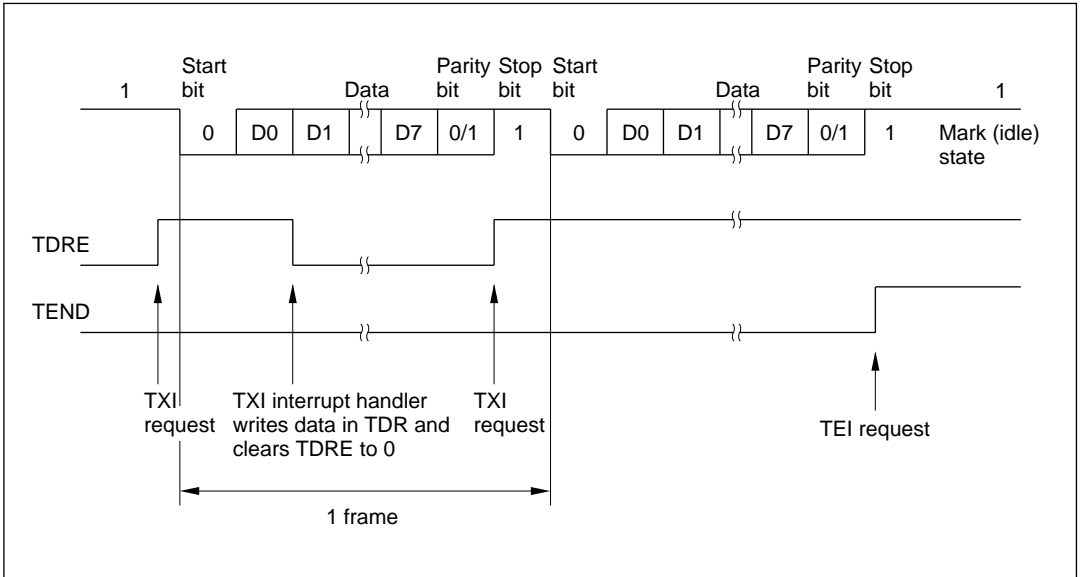 Start bit
Data
Parity bit
Stop bit
Start bit
Data
Parity bit
Stop bit
1
1
0
D0
D1
D7
0/1
1
0
D0
D1
D7
0/1
1
Mark (idle) state
TDRE
TEND
TXI request
TXI interrupt handler
writes data in TDR and
clears TDRE to 0
TXI request
TEI request
1 frame